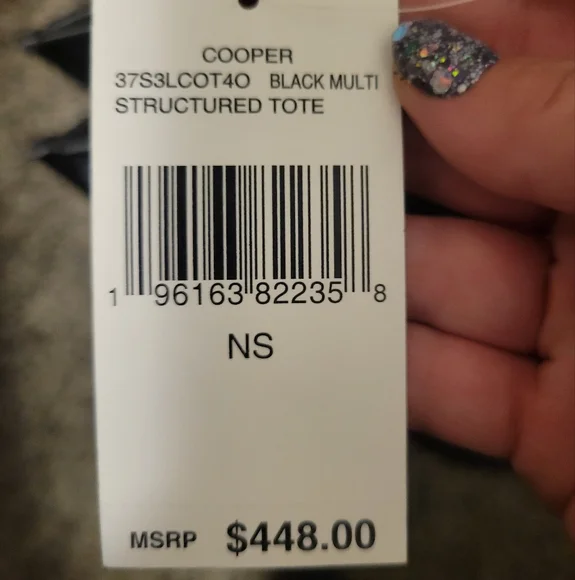 COOPER
37S3LCOT4O BLACK MULTI
STRUCTURED TOTE
1 96163 82235 8
NS
MSRP $448.00